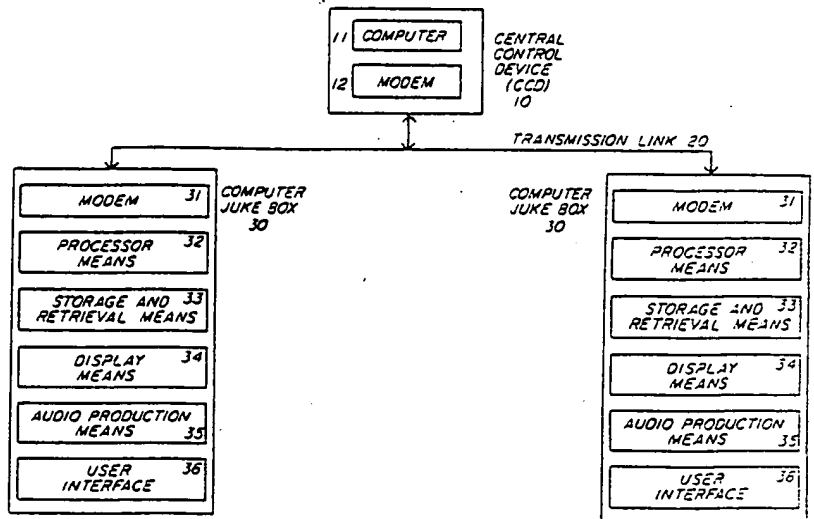 11 COMPUTER
12 MODEM
CENTRAL
CONTROL
DEVICE
(CCD)
10
TRANSMISSION LINK 20
MODEM 31
PROCESSOR 32
MEANS
STORAGE AND 33
RETRIEVAL MEANS
DISPLAY 34
MEANS
AUDIO PRODUCTION
MEANS 35
USER 36
INTERFACE
COMPUTER
JUKE BOX
30
COMPUTER
JUKE BOX
30
MODEM 31
PROCESSOR 32
MEANS
STORAGE AND 33
RETRIEVAL MEANS
DISPLAY 34
MEANS
AUDIO PRODUCTION
MEANS 35
USER 36
INTERFACE